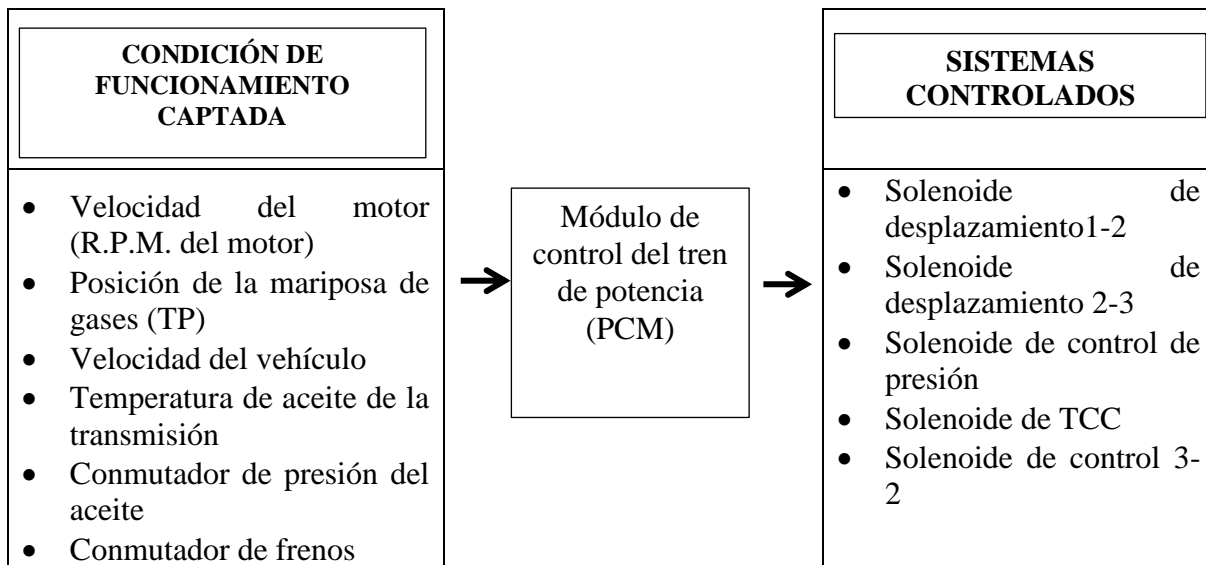 CONDICIÓN DE
FUNCIONAMIENTO
CAPTADA
• Velocidad del motor
(R.P.M. del motor)
• Posición de la mariposa de
gases (TP)
• Velocidad del vehículo
• Temperatura de aceite de la
transmisión
• Conmutador de presión del
aceite
• Conmutador de frenos
Módulo de
control del tren
de potencia
(PCM)
SISTEMAS
CONTROLADOS
• Solenoide de
desplazamiento1-2
• Solenoide de
desplazamiento 2-3
• Solenoide de control de
presión
• Solenoide de TCC
• Solenoide de control 3-
2